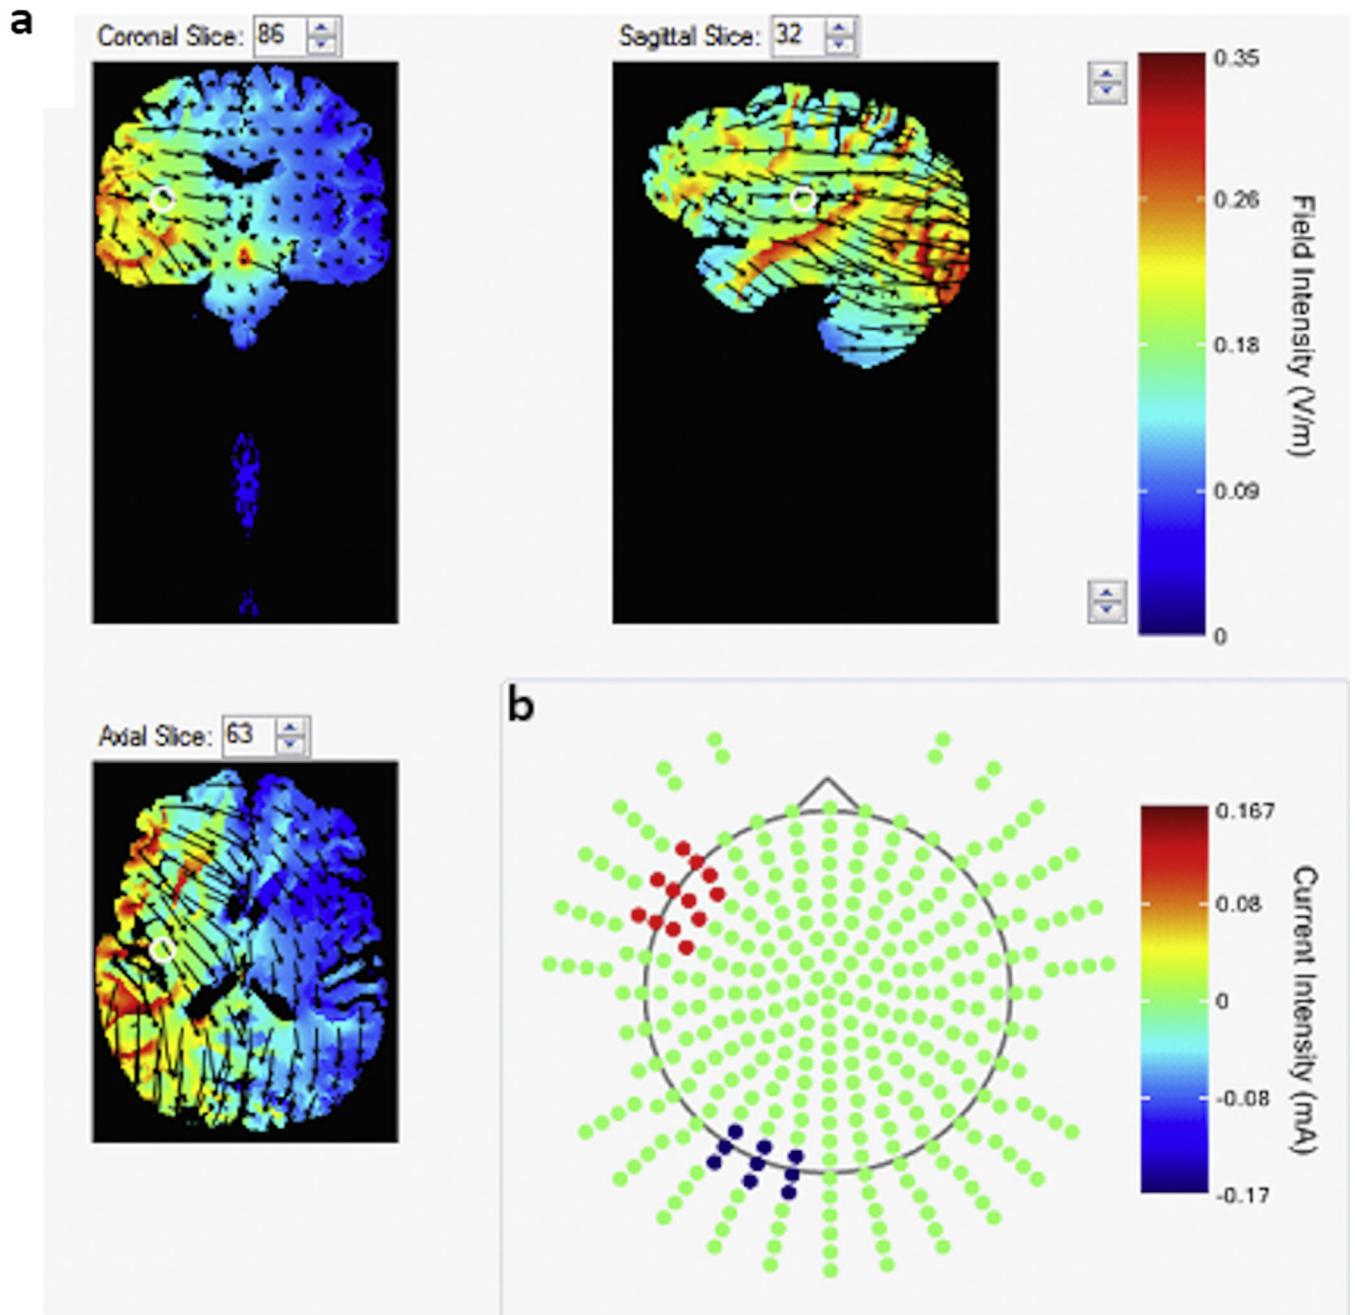 a
Coronal Slice: 86
Sagittal Slice: 32
0.35
0.26
0.18
0.09
0
Field Intensity (V/m)
Axial Slice: 63
b
0.167
0.08
0
-0.08
-0.17
Current Intensity (mA)